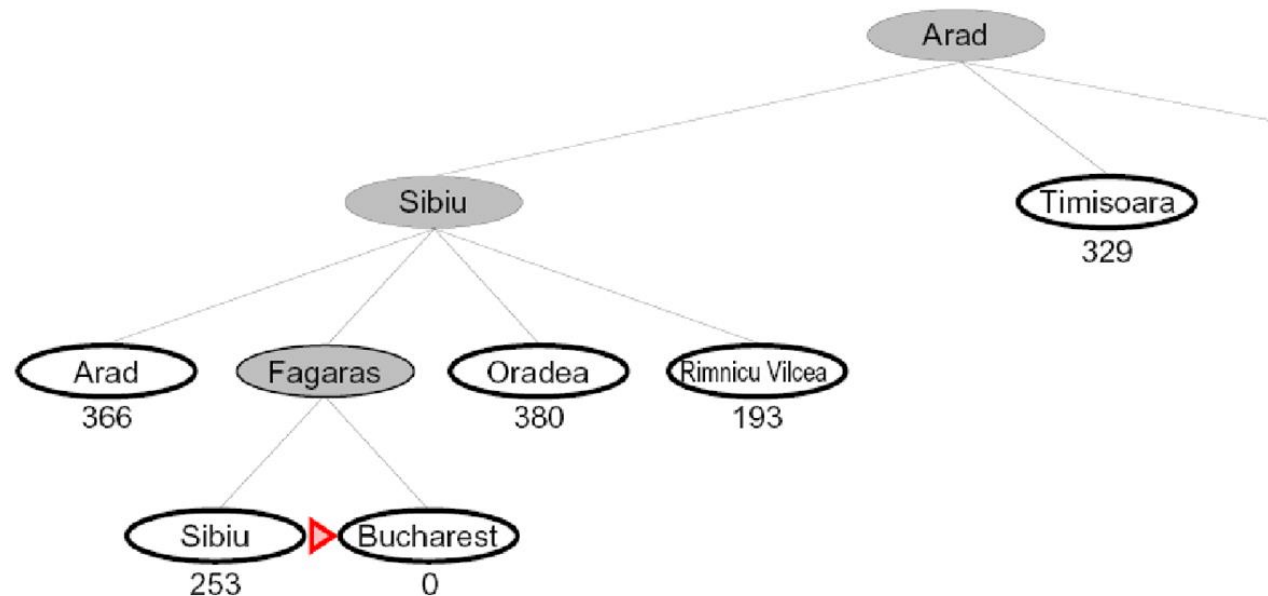 Arad
Sibiu
Timisoara
329
Arad
Fagaras
Oradea
Rimnicu Vilcea
366
380
193
Sibiu
Bucharest
253
0